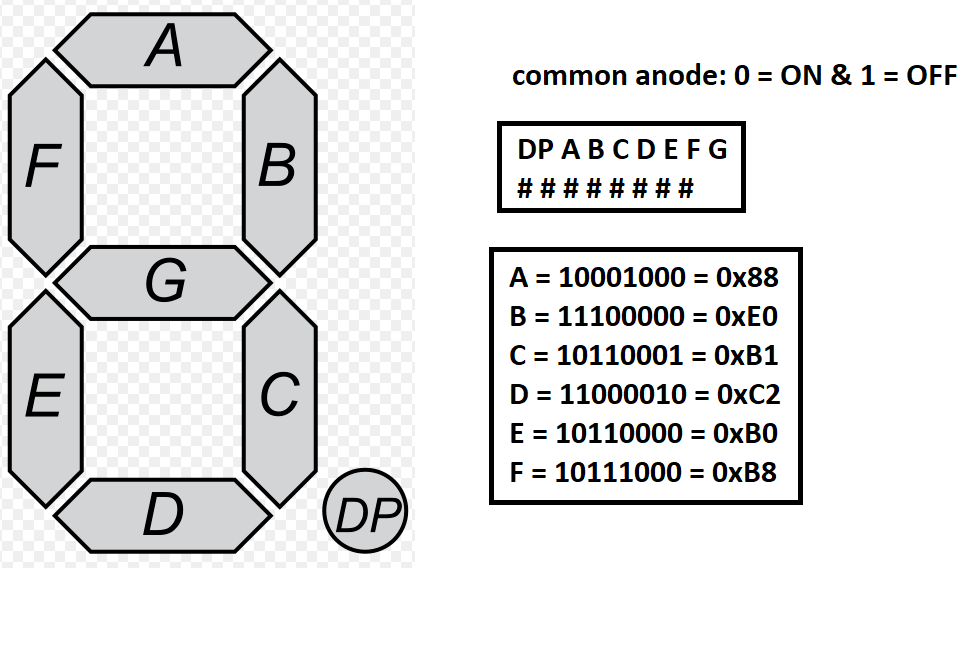 A
F
B
G
E
C
D
DP
common anode: 0 = ON & 1 = OFF
DP A B C D E F G
# # # # # # # #
A = 10001000 = 0x88
B = 11100000 = 0xE0
C = 10110001 = 0xB1
D = 11000010 = 0xC2
E = 10110000 = 0xB0
F = 10111000 = 0xB8